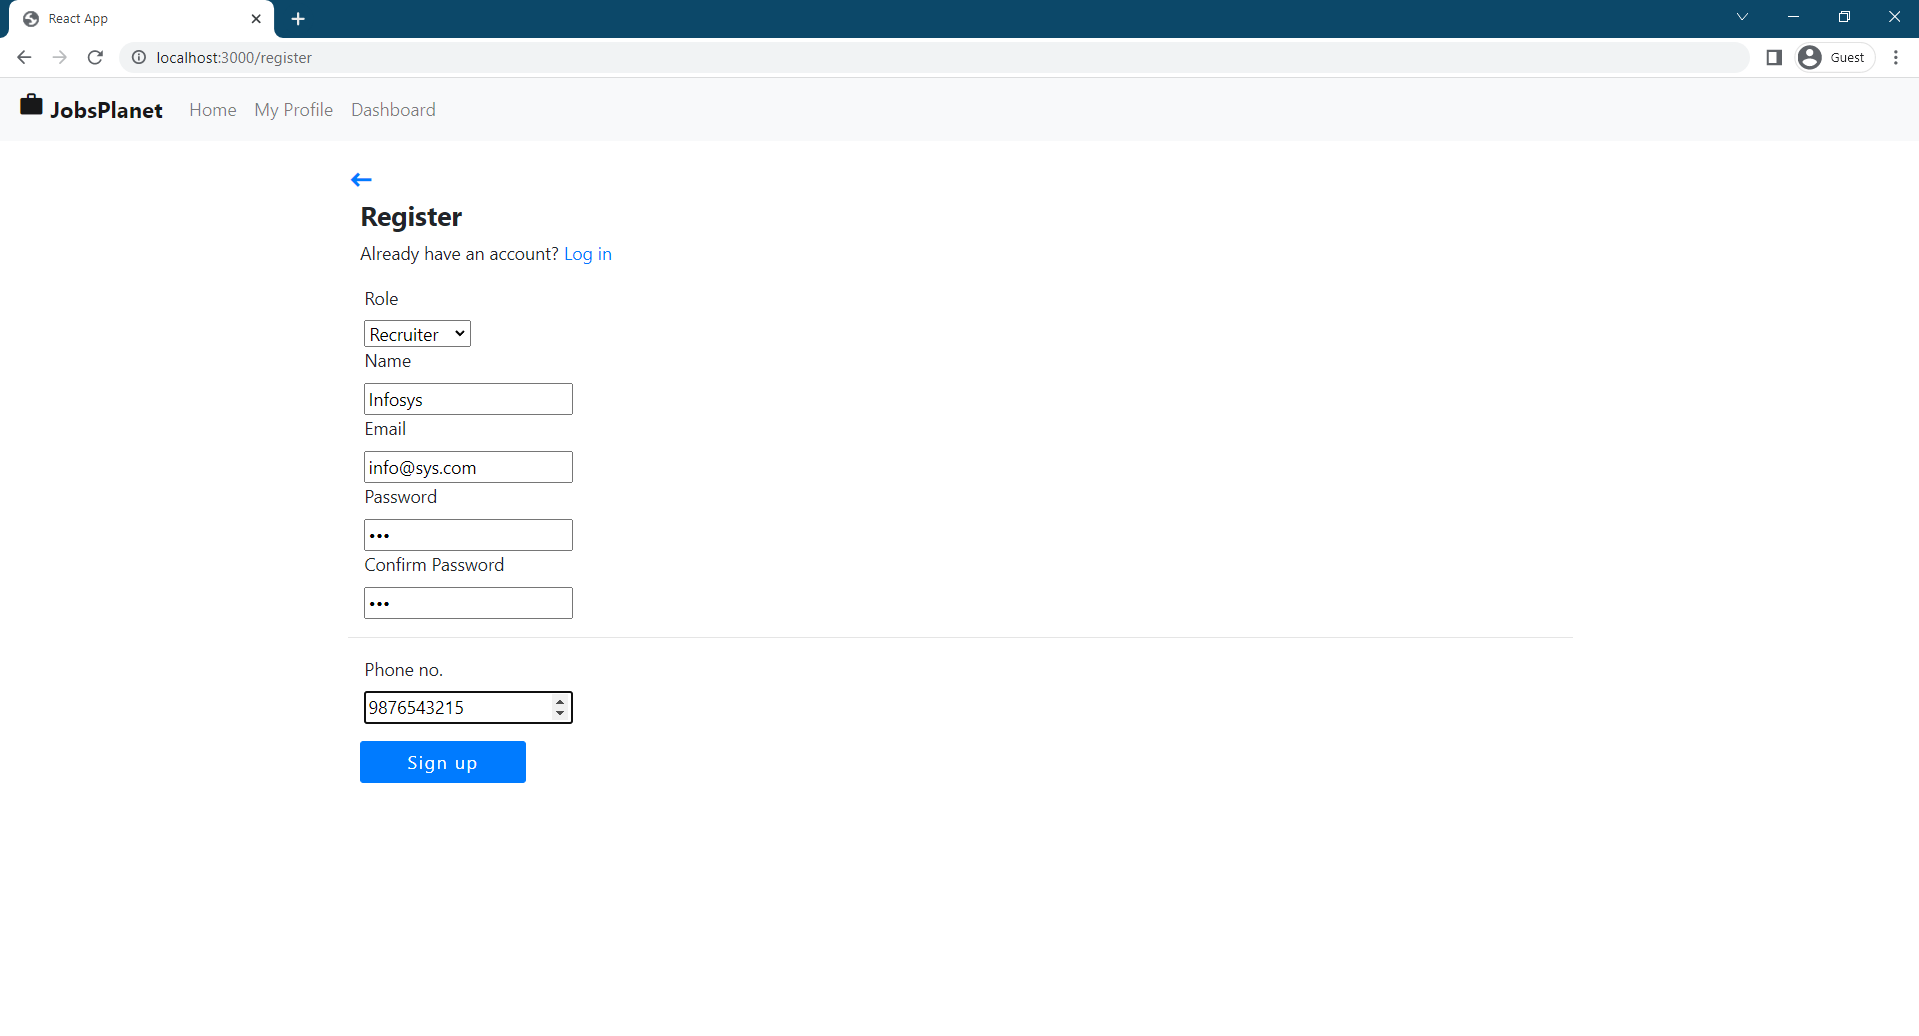 React App
localhost:3000/register
Guest
JobsPlanet Home My Profile Dashboard
Register
Already have an account? Log in
Role
Recruiter
Name
Infosys
Email
info@sys.com
Password
•••
Confirm Password
•••
Phone no.
9876543215
Sign up